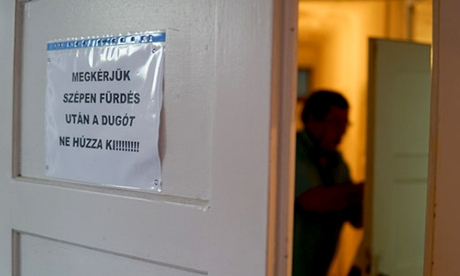 MEGKÉRJÜK
SZÉPEN FÜRDÉS
UTÁN A DUGÓT
NE HÚZZA KI!!!!!!!!!